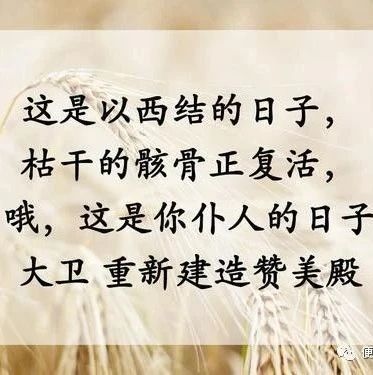 这是以西结的日子，
枯干的骸骨正复活，
哦，这是你仆人的日子
大卫 重新建造赞美殿